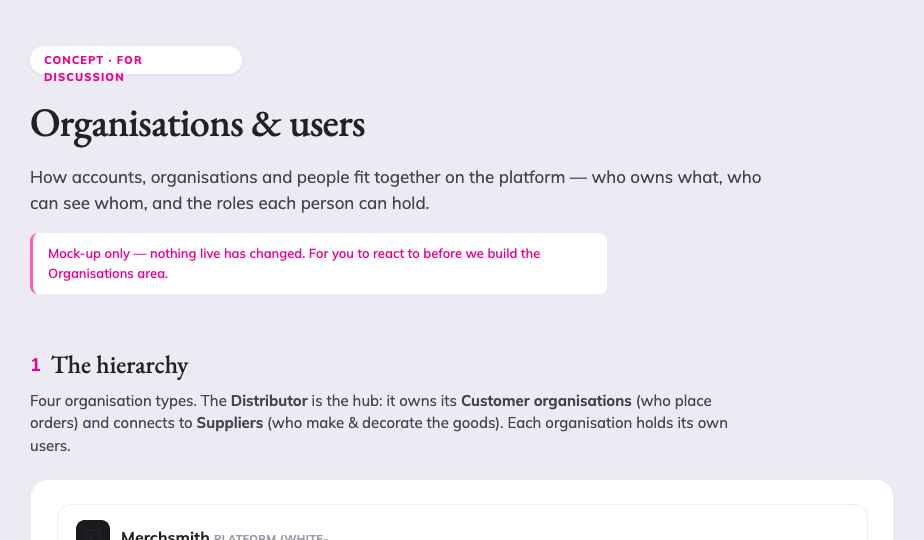 CONCEPT · FOR
DISCUSSION
Organisations & users
How accounts, organisations and people fit together on the platform — who owns what, who
can see whom, and the roles each person can hold.
Mock-up only — nothing live has changed. For you to react to before we build the
Organisations area.
1 The hierarchy
Four organisation types. The Distributor is the hub: it owns its Customer organisations (who place
orders) and connects to Suppliers (who make & decorate the goods). Each organisation holds its own
users.
Merchsmith PLATFORM (WHITE-